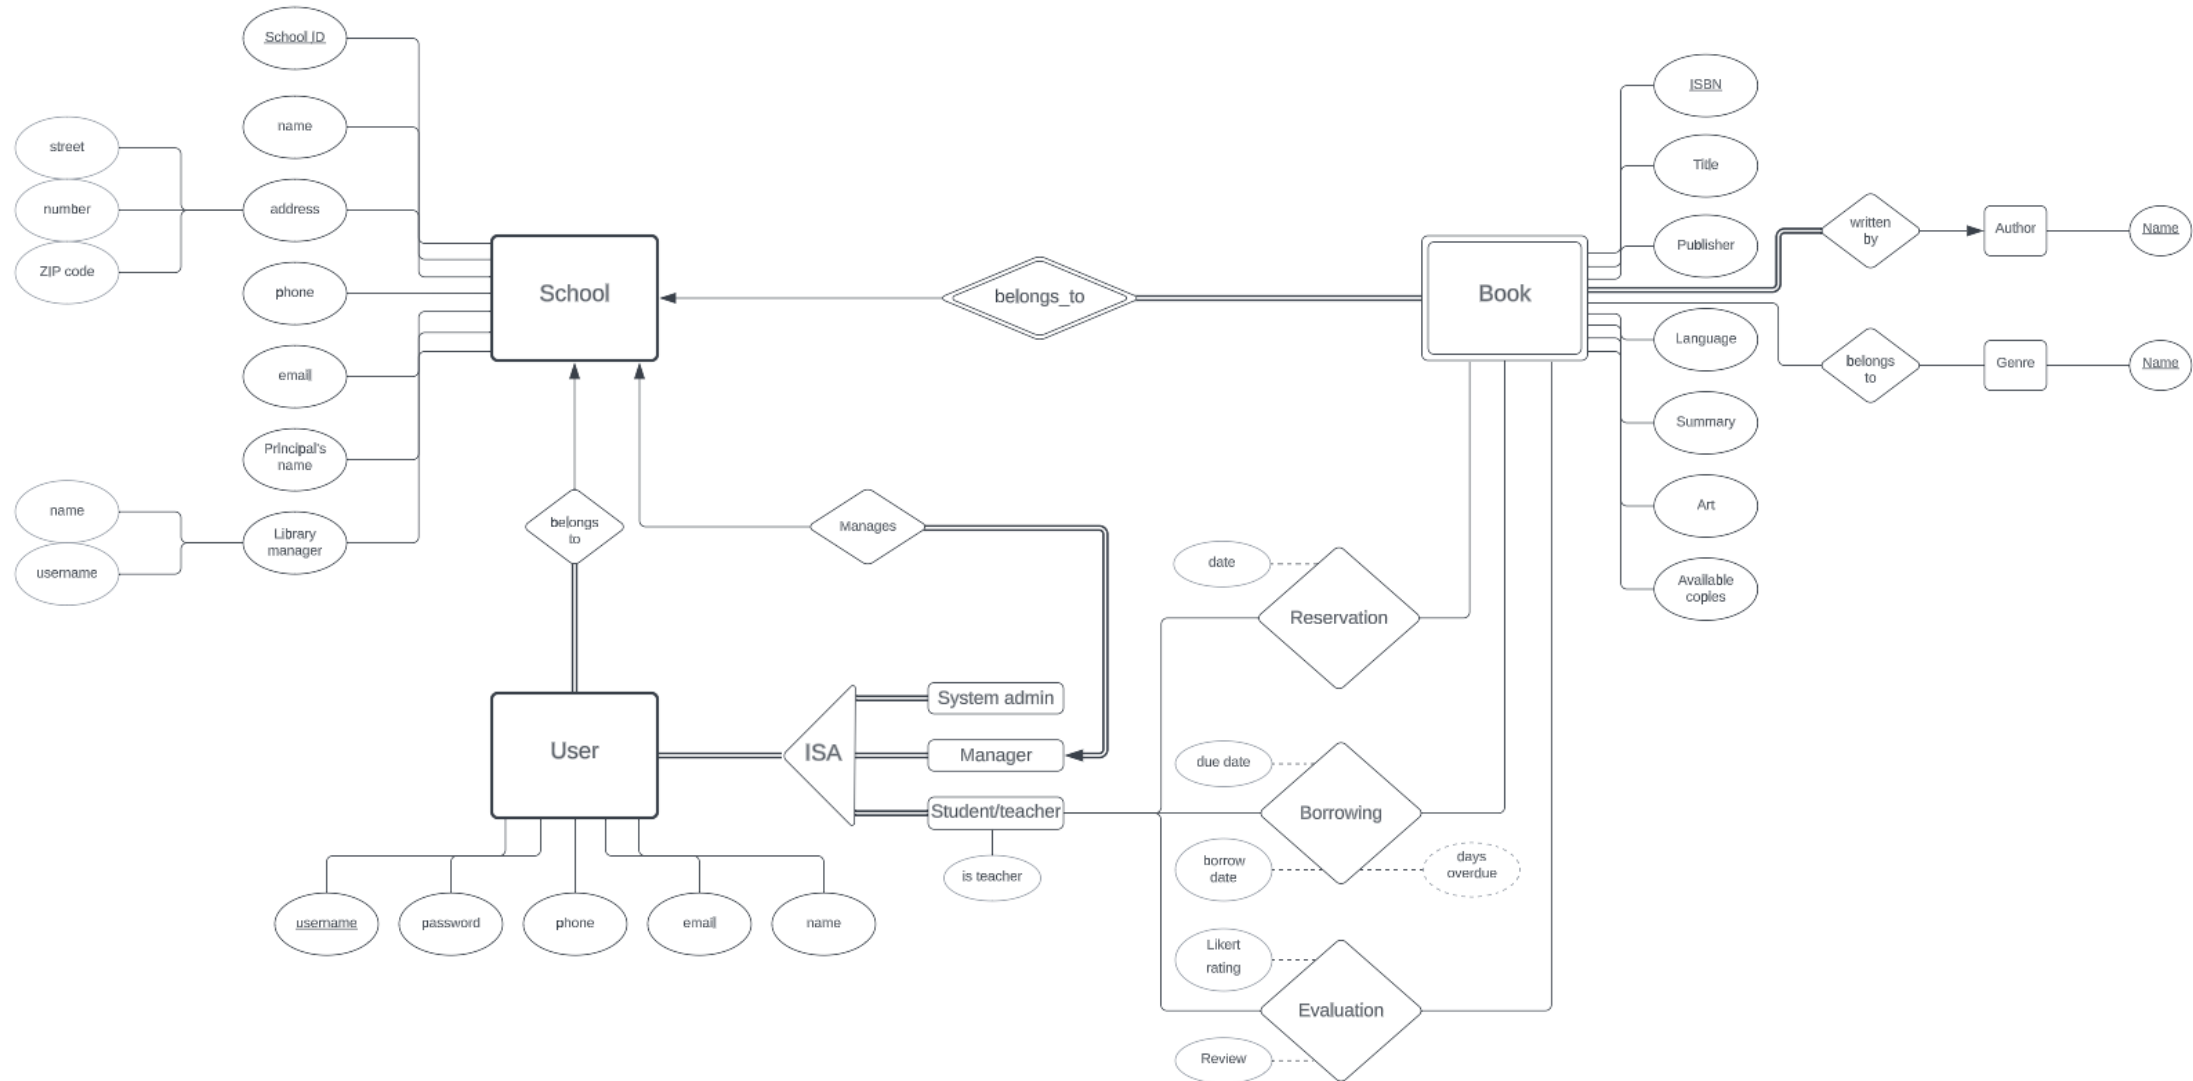 School ID
name
street
number
ZIP code
address
phone
email
Principal's
name
name
username
Library
manager
School
belongs_to
Book
ISBN
Title
Publisher
Language
Summary
Art
Available
copies
written
by
Author
Name
belongs
to
Genre
Name
belongs
to
Manages
User
username
password
phone
email
name
ISA
System admin
Manager
Student/teacher
is teacher
date
Reservation
due date
Borrowing
borrow
date
days
overdue
Likert
rating
Evaluation
Review